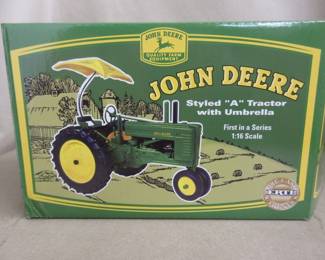 JOHN DEERE
QUALITY FARM
EQUIPMENT
JOHN DEERE
Styled "A" Tractor
with Umbrella
First in a Series
1:16 Scale
ERTL